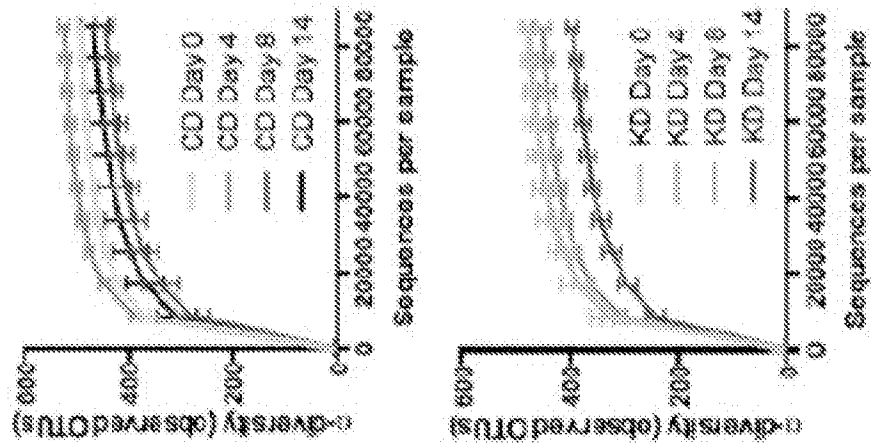 α-diversity (observed OTUs)
600
400
200
0
CD Day 0
CD Day 4
CD Day 8
CD Day 14
0 20000 40000 60000 80000
Sequences per sample
α-diversity (observed OTUs)
600
400
200
0
KD Day 0
KD Day 4
KD Day 8
KD Day 14
0 20000 40000 60000 80000
Sequences per sample